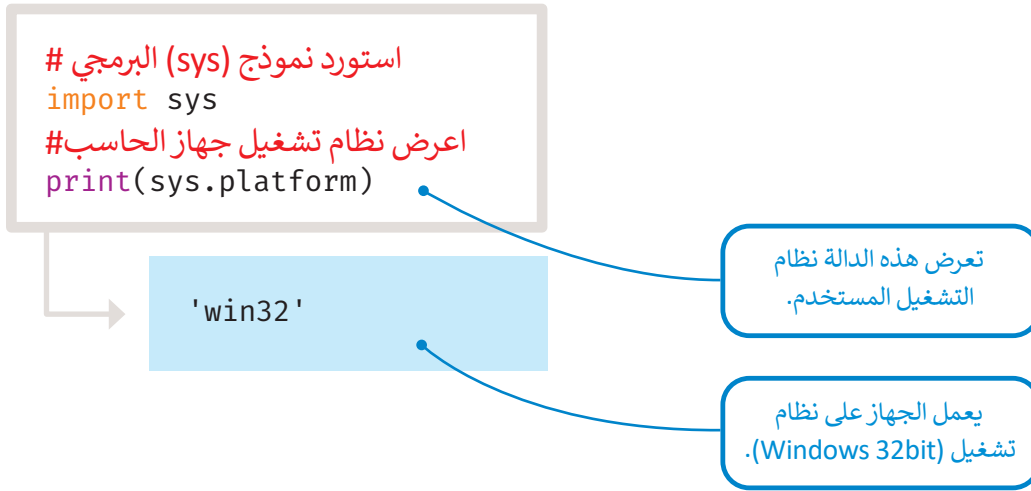 # استورد نموذج (sys) البرمجي
import sys
#اعرض نظام تشغيل جهاز الحاسب
print(sys.platform)
'win32'
تعرض هذه الدالة نظام
التشغيل المستخدم.
يعمل الجهاز على نظام
تشغيل (Windows 32bit).